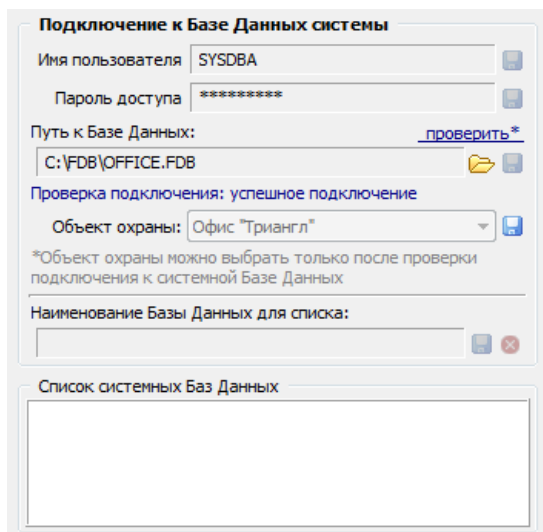 Подключение к Базе Данных системы
Имя пользователя SYSDBA
Пароль доступа *********
Путь к Базе Данных: проверить*
C:\FDB\OFFICE.FDB
Проверка подключения: успешное подключение
Объект охраны: Офис "Триангл"
*Объект охраны можно выбрать только после проверки
подключения к системной Базе Данных
Наименование Базы Данных для списка:
Список системных Баз Данных